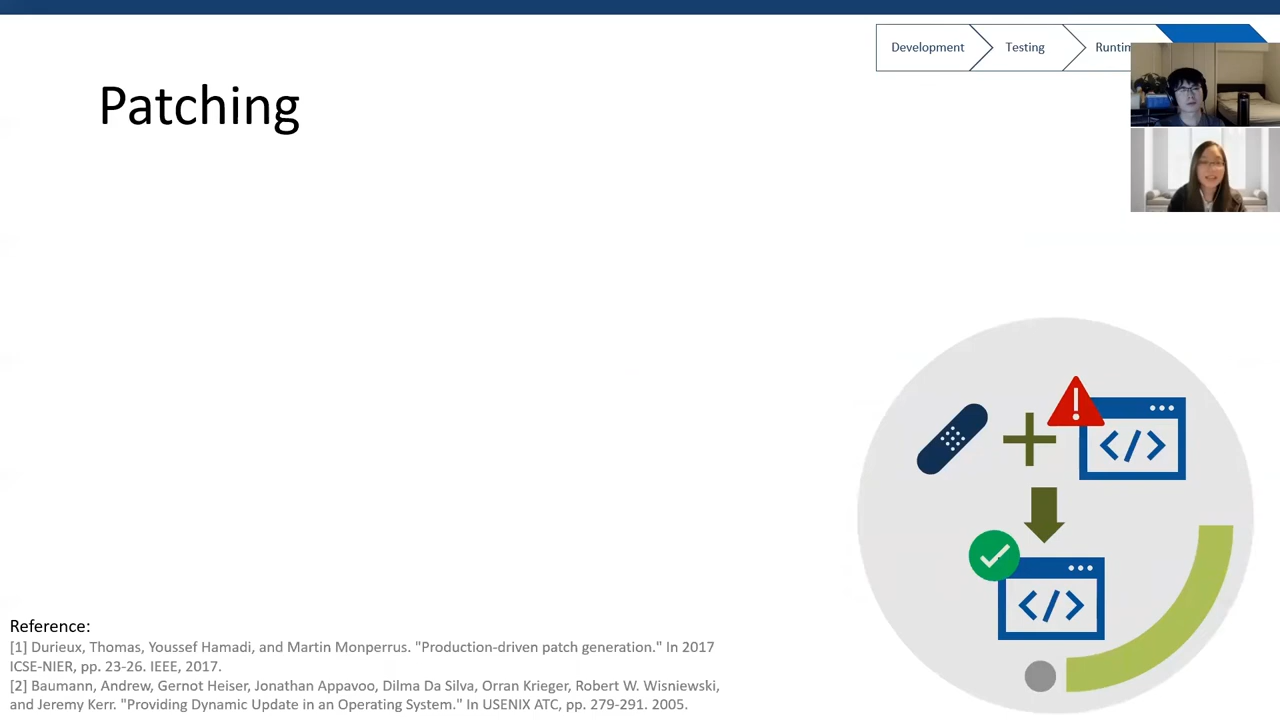 Development
Testing
Patching
Reference:
[1] Durieux, Thomas, Youssef Hamadi, and Martin Monperrus. "Production-driven patch generation." In 2017
ICSE-NIER, pp. 23-26. IEEE, 2017.
[2] Baumann, Andrew, Gernot Heiser, Jonathan Appavoo, Dilma Da Silva, Orran Krieger, Robert W. Wisniewski,
and Jeremy Kerr. "Providing Dynamic Update in an Operating System." In USENIX ATC, pp. 279-291. 2005.